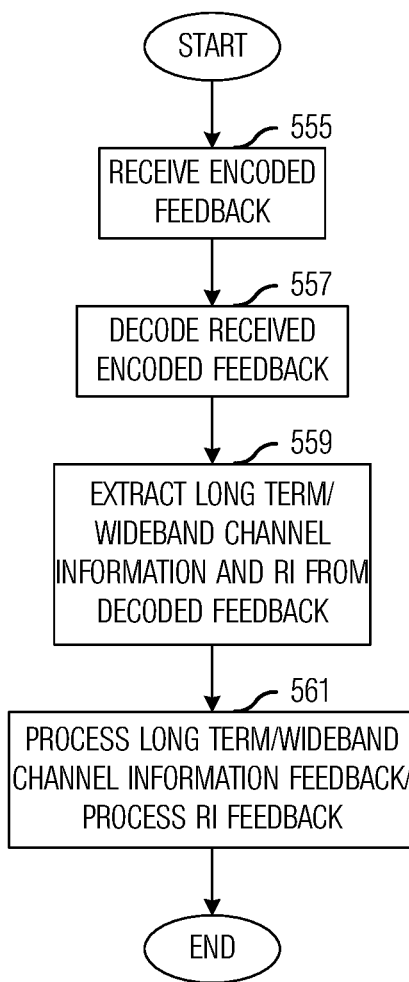 START
555
RECEIVE ENCODED
FEEDBACK
557
DECODE RECEIVED
ENCODED FEEDBACK
559
EXTRACT LONG TERM/
WIDEBAND CHANNEL
INFORMATION AND RI FROM
DECODED FEEDBACK
561
PROCESS LONG TERM/WIDEBAND
CHANNEL INFORMATION FEEDBACK/
PROCESS RI FEEDBACK
END